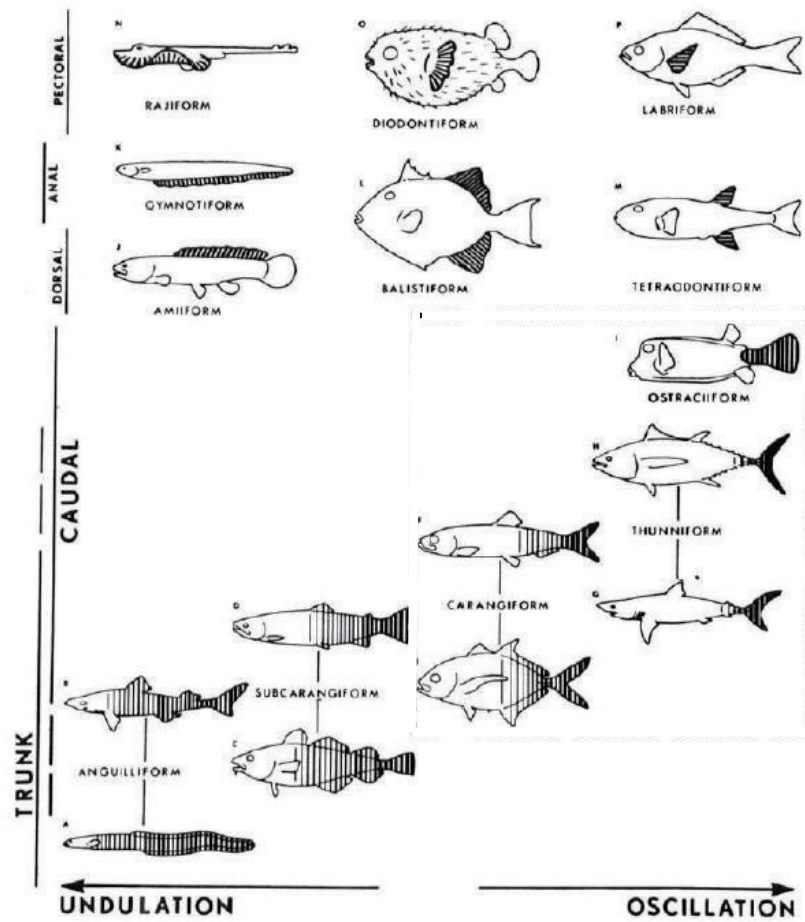 PECTORAL
N
O
P
RAJIFORM
DIODONTIFORM
LABRIFORM
ANAL
K
L
M
GYMNOTIFORM
DORSAL
J
BALISTIFORM
TETRAODONTIFORM
AMIIFORM
CAUDAL
I
OSTRACIIFORM
H
THUNNIFORM
F
CARANGIFORM
G
D
SUBCARANGIFORM
B
TRUNK
ANGUILLIFORM
C
A
UNDULATION
OSCILLATION